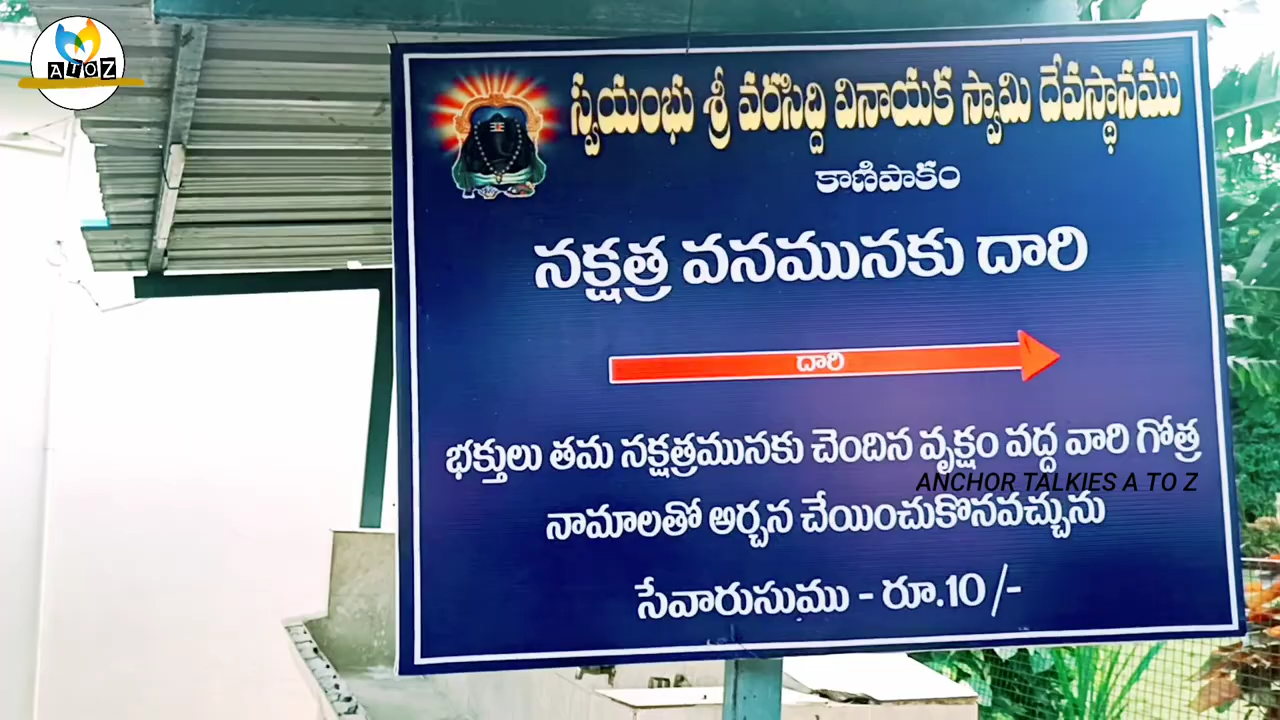 A TO Z
స్వయంభు శ్రీ వరసిద్ది వినాయక స్వామి దేవస్థానము
కాణిపాకం
నక్షత్ర వనమునకు దారి
దారి
భక్తులు తమ నక్షత్రమునకు చెందిన వృక్షం వద్ద వారి గోత్ర
ANCHOR TALKIES A TO Z
నామాలతో అర్చన చేయించుకొనవచ్చును
సేవారుసుము - రూ.10/-